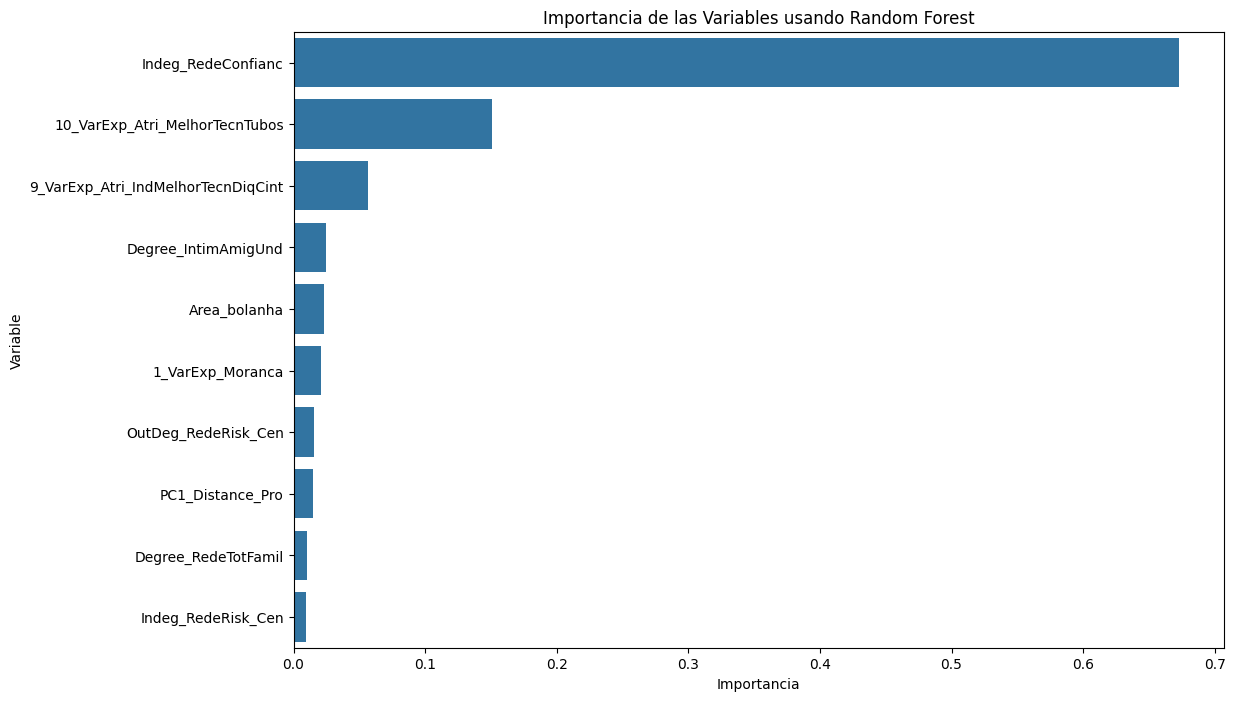 Importancia de las Variables usando Random Forest
Variable
Indeg_RedeConfianc
10_VarExp_Atri_MelhorTecnTubos
9_VarExp_Atri_IndMelhorTecnDiqCint
Degree_IntimAmigUnd
Area_bolanha
1_VarExp_Moranca
OutDeg_RedeRisk_Cen
PC1_Distance_Pro
Degree_RedeTotFamil
Indeg_RedeRisk_Cen
0.0 0.1 0.2 0.3 0.4 0.5 0.6 0.7
Importancia